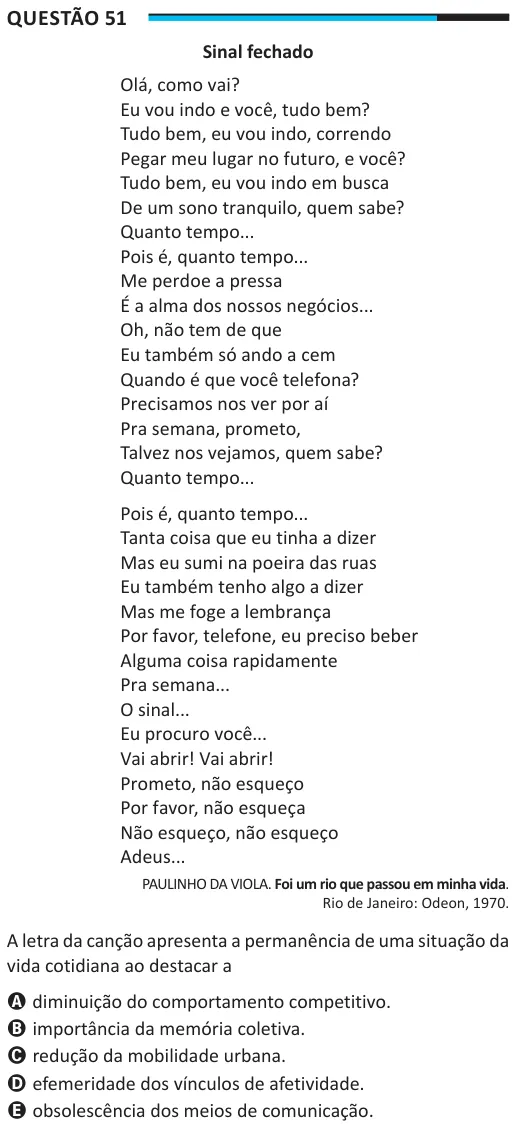 QUESTÃO 51
Sinal fechado
Olá, como vai?
Eu vou indo e você, tudo bem?
Tudo bem, eu vou indo, correndo
Pegar meu lugar no futuro, e você?
Tudo bem, eu vou indo em busca
De um sono tranquilo, quem sabe?
Quanto tempo...
Pois é, quanto tempo...
Me perdoe a pressa
É a alma dos nossos negócios...
Oh, não tem de que
Eu também só ando a cem
Quando é que você telefona?
Precisamos nos ver por aí
Pra semana, prometo,
Talvez nos vejamos, quem sabe?
Quanto tempo...
Pois é, quanto tempo...
Tanta coisa que eu tinha a dizer
Mas eu sumi na poeira das ruas
Eu também tenho algo a dizer
Mas me foge a lembrança
Por favor, telefone, eu preciso beber
Alguma coisa rapidamente
Pra semana...
O sinal...
Eu procuro você...
Vai abrir! Vai abrir!
Prometo, não esqueço
Por favor, não esqueça
Não esqueço, não esqueço
Adeus...
PAULINHO DA VIOLA. Foi um rio que passou em minha vida.
Rio de Janeiro: Odeon, 1970.
A letra da canção apresenta a permanência de uma situação da
vida cotidiana ao destacar a
A diminuição do comportamento competitivo.
B importância da memória coletiva.
C redução da mobilidade urbana.
D efemeridade dos vínculos de afetividade.
E obsolescência dos meios de comunicação.